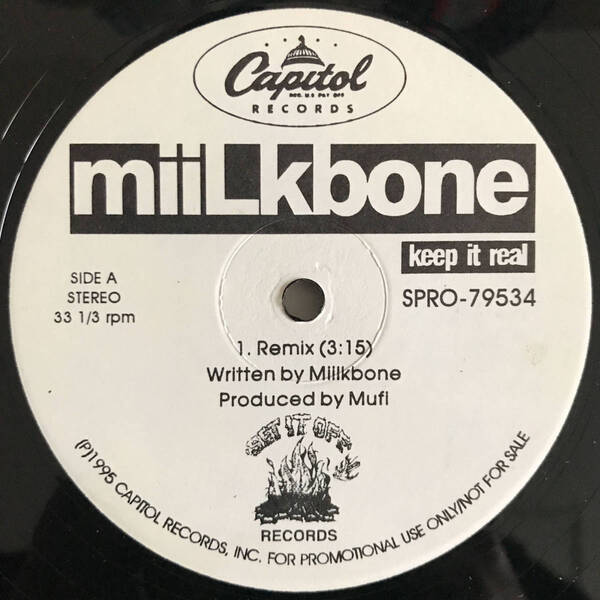 Capitol
REG. U.S. PAT. OFF.
RECORDS
miiLkbone
keep it real
SIDE A
STEREO
33 1/3 rpm
SPRO-79534
1. Remix (3:15)
Written by Miilkbone
Produced by Mufi
SET IT OFF
RECORDS
(P)1995 CAPITOL RECORDS, INC. FOR PROMOTIONAL USE ONLY/NOT FOR SALE